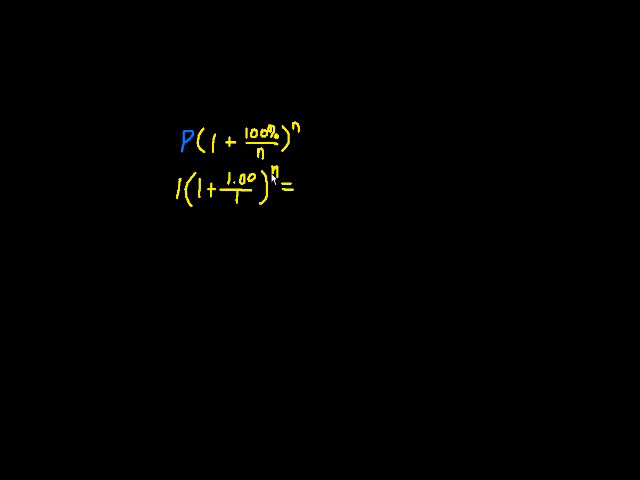 P(1 + 100%/n)^n
1(1 + 1.00/1)^n =